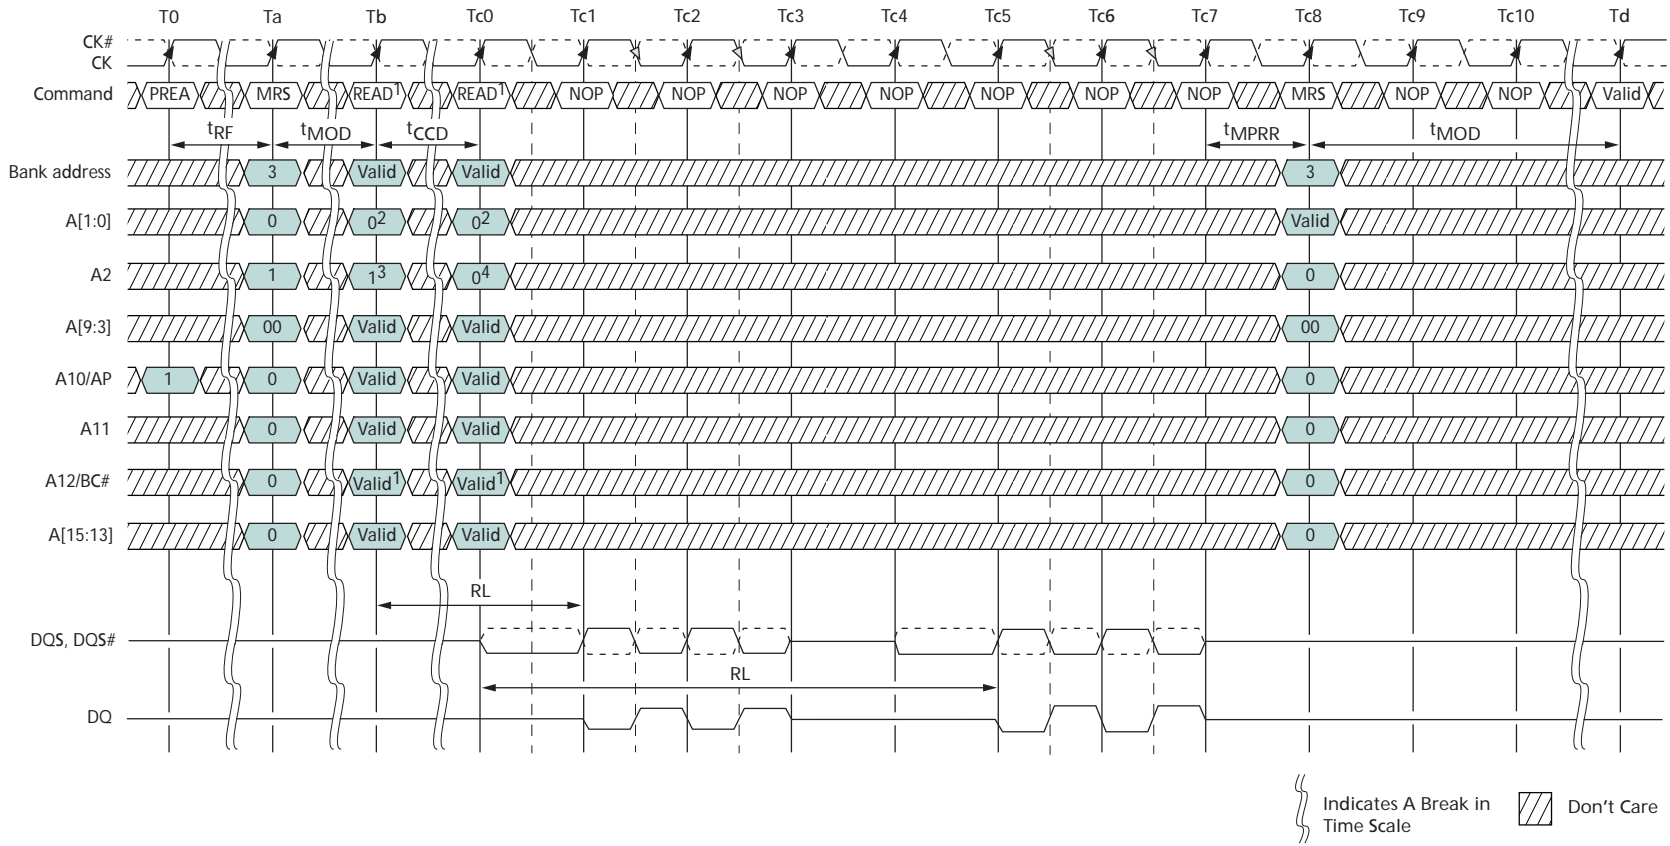 T0 Ta Tb Tc0 Tc1 Tc2 Tc3 Tc4 Tc5 Tc6 Tc7 Tc8 Tc9 Tc10 Td
CK#
CK
Command PREA MRS READ1 READ1 NOP NOP NOP NOP NOP NOP NOP MRS NOP NOP Valid
tRF tMOD tCCD tMPRR tMOD
Bank address 3 Valid Valid 3
A[1:0] 0 02 02 Valid
A2 1 13 04 0
A[9:3] 00 Valid Valid 00
A10/AP 1 0 Valid Valid 0
A11 0 Valid Valid 0
A12/BC# 0 Valid1 Valid1 0
A[15:13] 0 Valid Valid 0
RL
DQS, DQS#
RL
DQ
Indicates A Break in
Time Scale
Don't Care